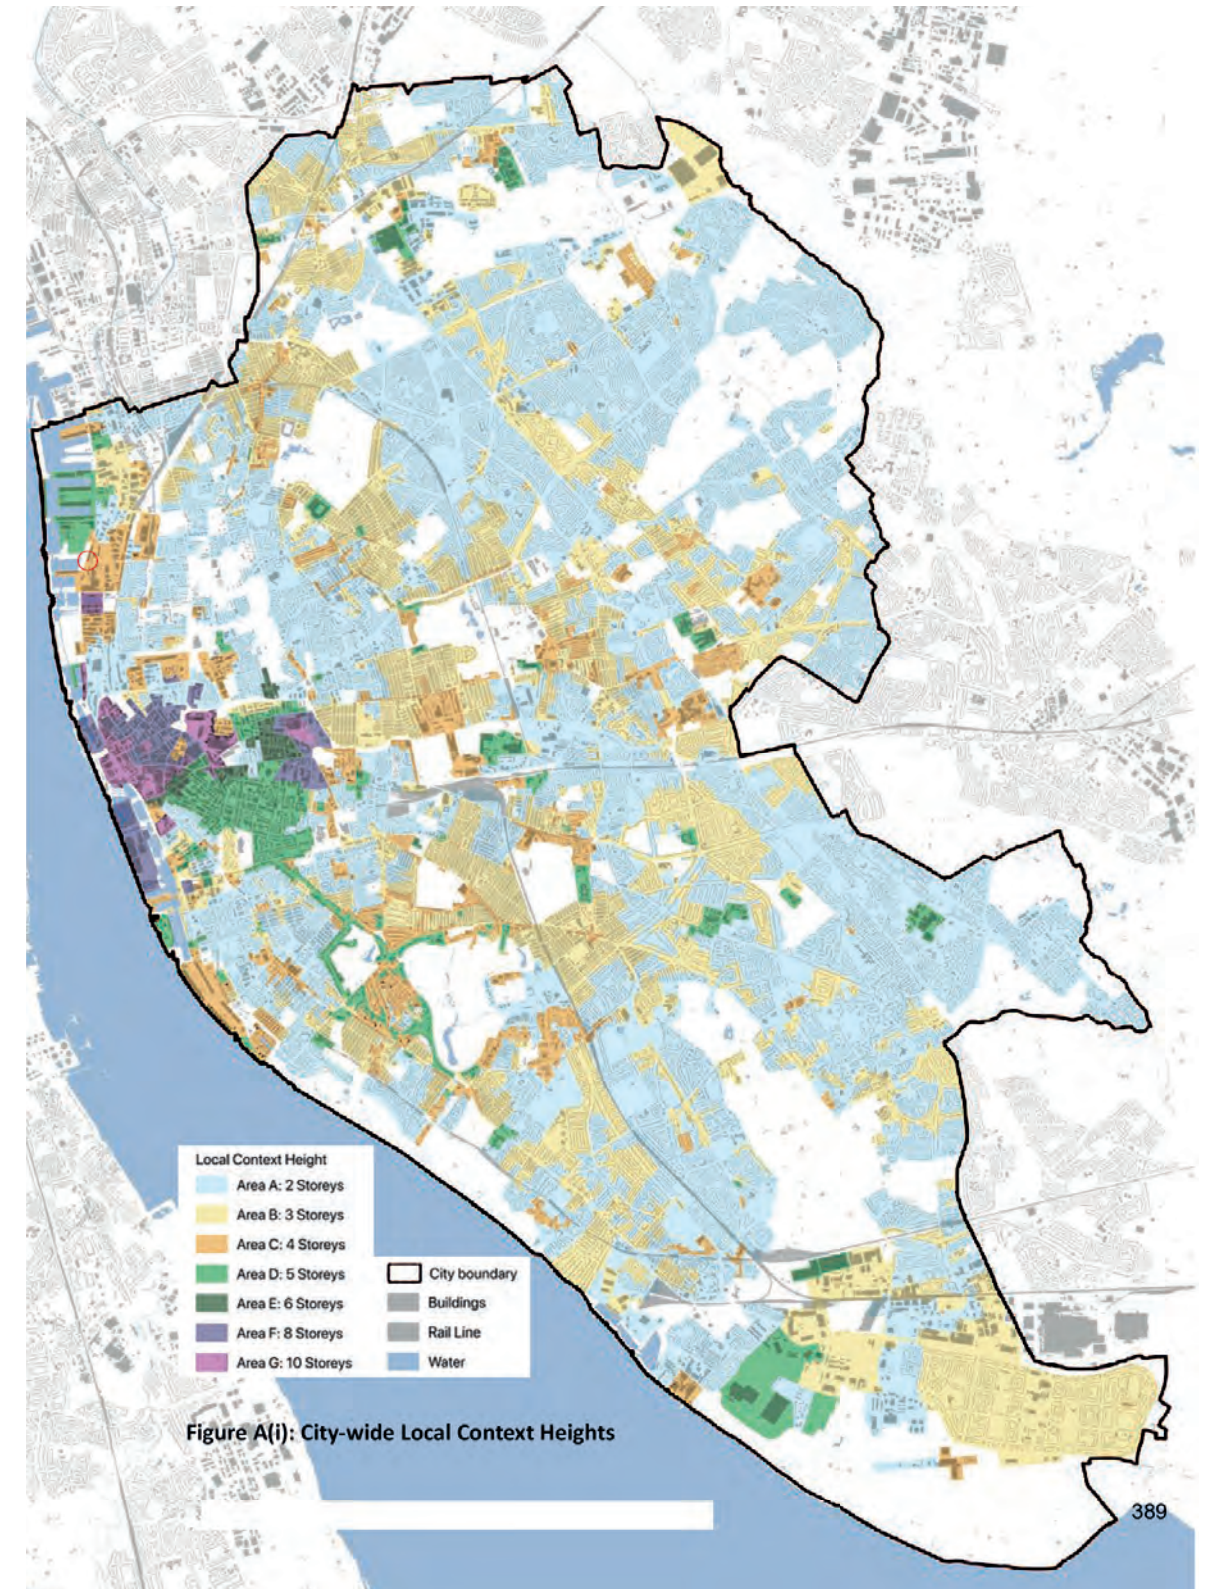 Local Context Height
Area A: 2 Storeys
Area B: 3 Storeys
Area C: 4 Storeys
Area D: 5 Storeys
Area E: 6 Storeys
Area F: 8 Storeys
Area G: 10 Storeys
City boundary
Buildings
Rail Line
Water
Figure A(i): City-wide Local Context Heights
389